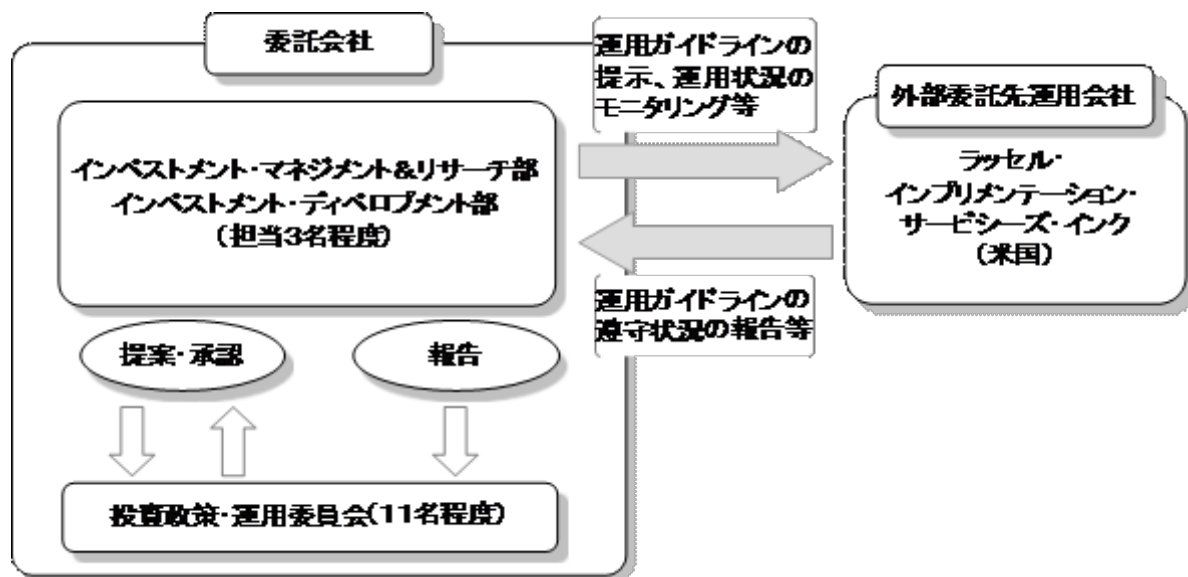 委託会社
運用ガイドラインの
提示、運用状況の
モニタリング等
外部委託先運用会社
インベストメント・マネジメント&リサーチ部
インベストメント・ディベロプメント部
(担当3名程度)
ラッセル・
インプリメンテーション・
サービシーズ・インク
(米国)
運用ガイドラインの
遵守状況の報告等
提案・承認
報告
投資政策・運用委員会(11名程度)